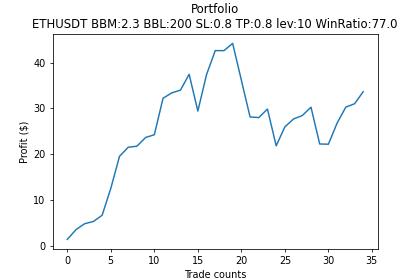 Portfolio
ETHUSDT BBM:2.3 BBL:200 SL:0.8 TP:0.8 lev:10 WinRatio:77.0
Profit ($)
40
30
20
10
0
0 5 10 15 20 25 30 35
Trade counts